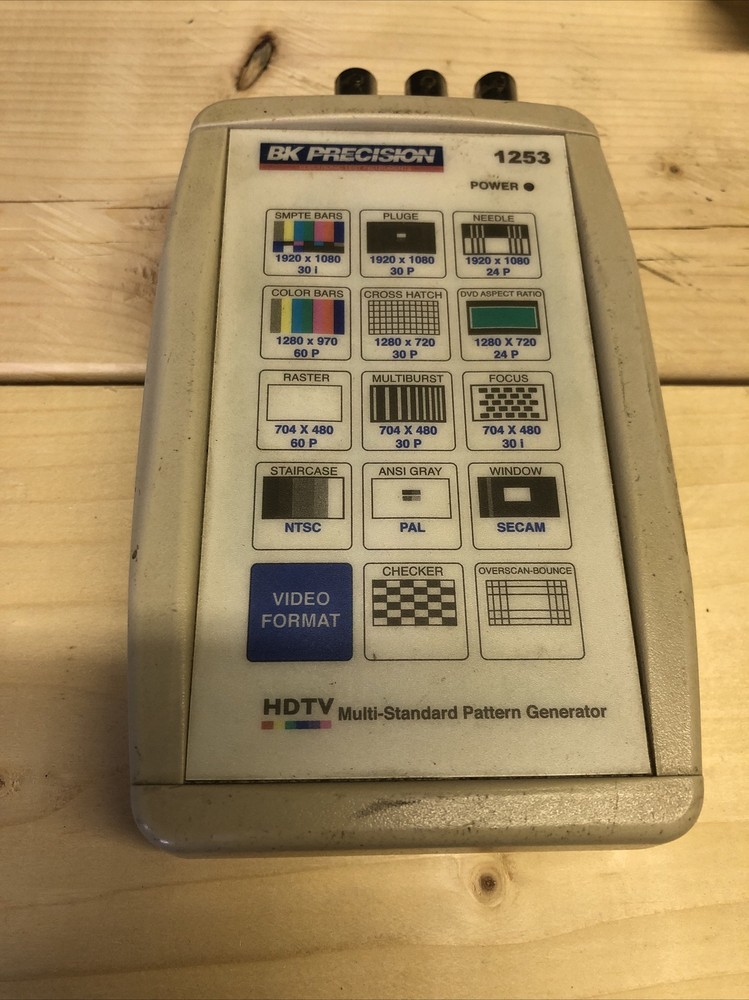 BK PRECISION
1253
POWER
SMPTE BARS
1920 x 1080
30 i
PLUGE
1920 x 1080
30 P
NEEDLE
1920 x 1080
24 P
COLOR BARS
1280 x 970
60 P
CROSS HATCH
1280 x 720
30 P
DVD ASPECT RATIO
1280 X 720
24 P
RASTER
704 X 480
60 P
MULTIBURST
704 X 480
30 P
FOCUS
704 X 480
30 i
STAIRCASE
NTSC
ANSI GRAY
PAL
WINDOW
SECAM
VIDEO
FORMAT
CHECKER
OVERSCAN-BOUNCE
HDTV Multi-Standard Pattern Generator